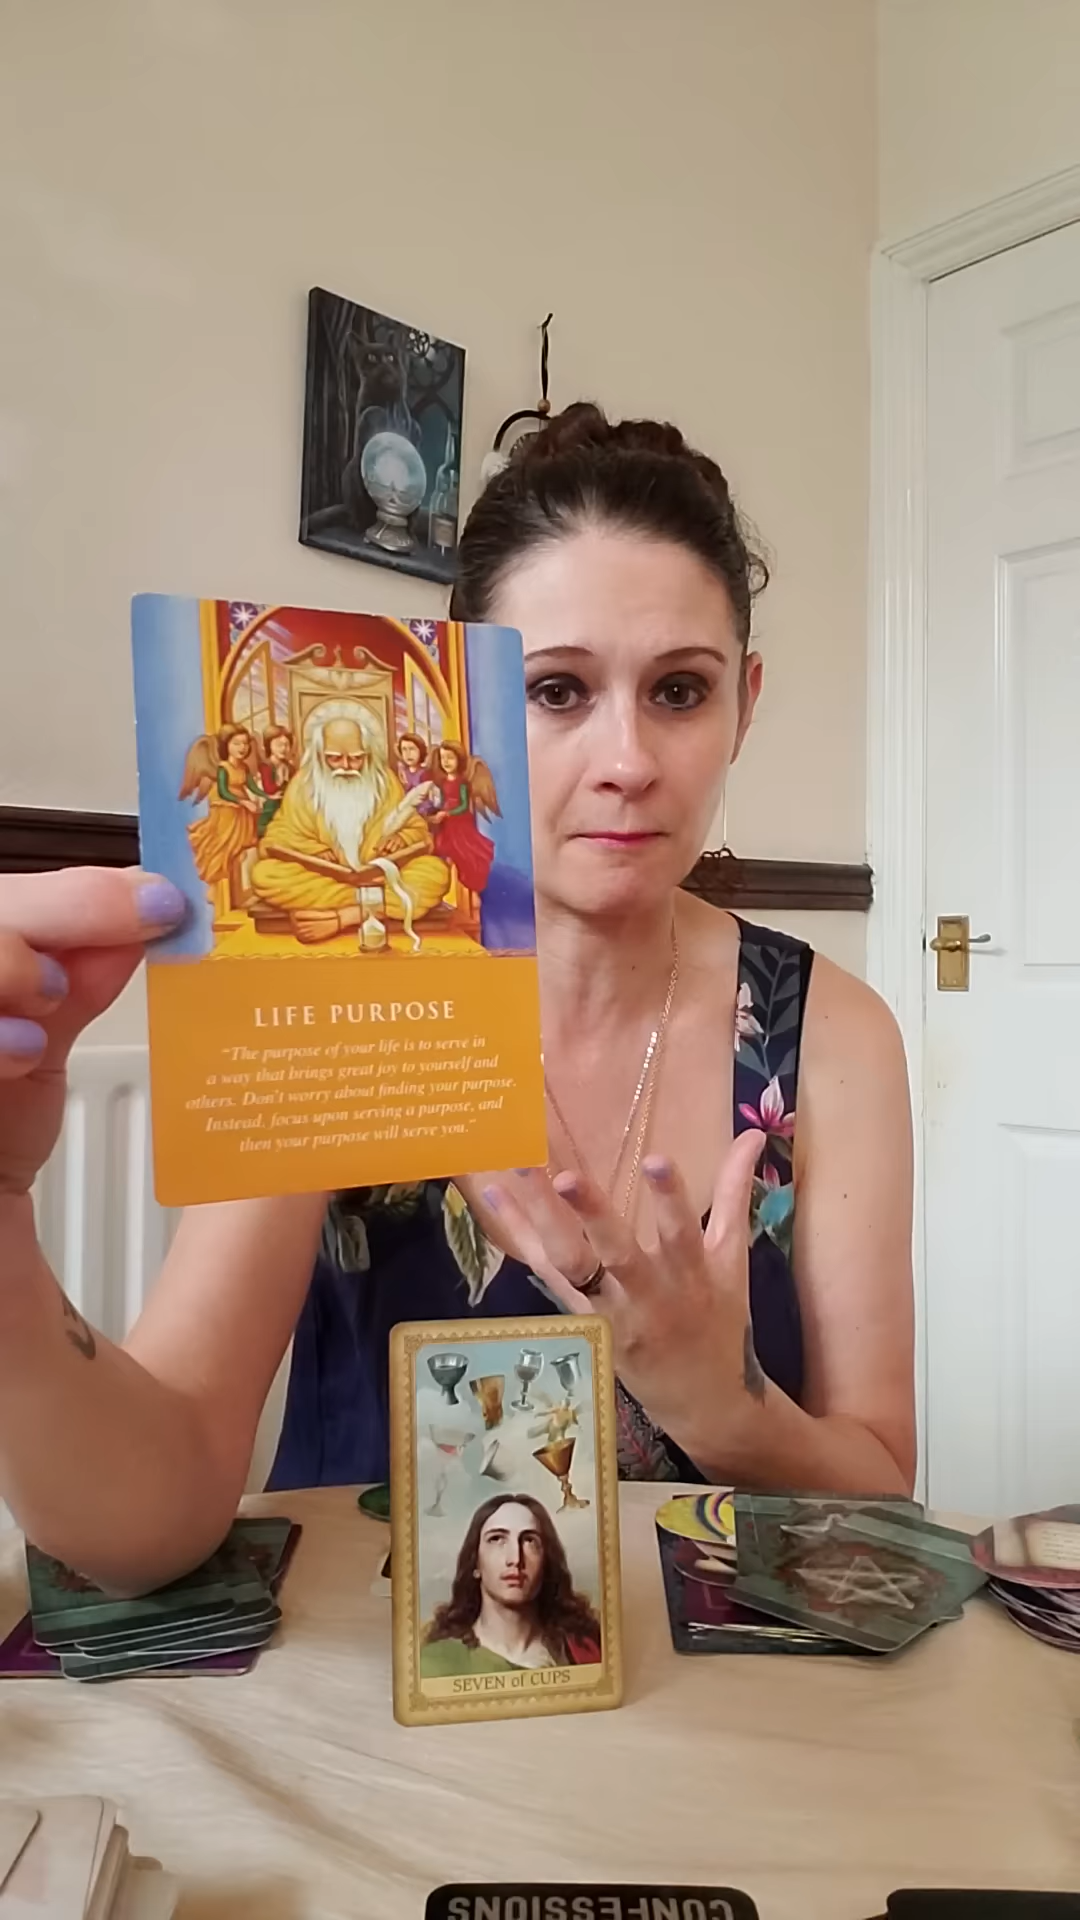 LIFE PURPOSE
"The purpose of your life is to serve in
a way that brings great joy to yourself and
others. Don't worry about finding your purpose.
Instead, focus upon serving a purpose, and
then your purpose will serve you."
SEVEN of CUPS
CONFESSIONS